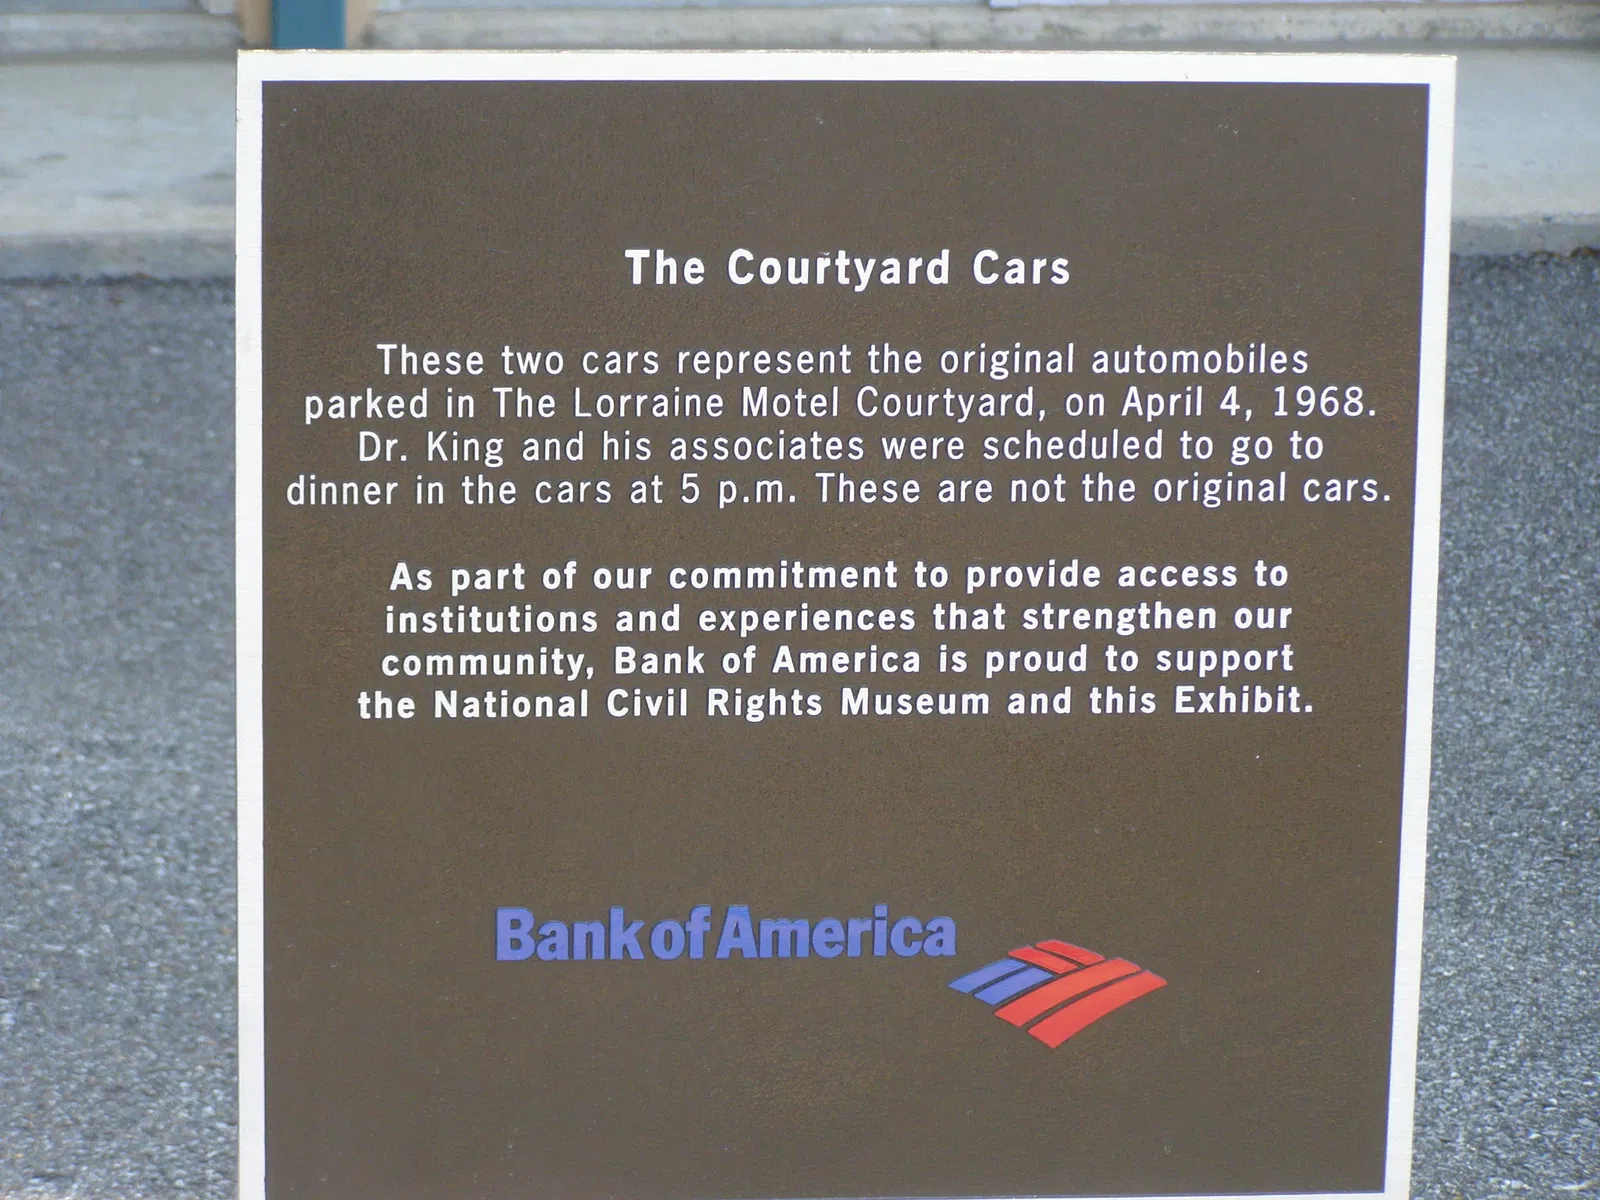 The Courtyard Cars
These two cars represent the original automobiles
parked in The Lorraine Motel Courtyard, on April 4, 1968.
Dr. King and his associates were scheduled to go to
dinner in the cars at 5 p.m. These are not the original cars.
As part of our commitment to provide access to
institutions and experiences that strengthen our
community, Bank of America is proud to support
the National Civil Rights Museum and this Exhibit.
Bank of America